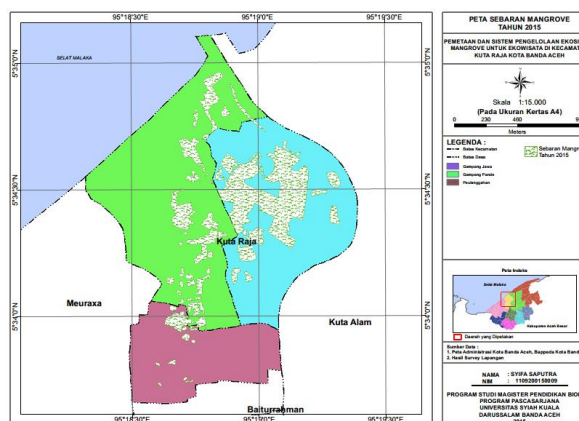 95°18'30"E 95°19'0"E 95°19'30"E
5°35'0"N 5°35'0"N
SELAT MALAKA
5°34'30"N 5°34'30"N
Kuta Raja
Meuraxa
Kuta Alam
5°34'0"N 5°34'0"N
Baiturrahman
95°18'30"E 95°19'0"E 95°19'30"E
PETA SEBARAN MANGROVE
TAHUN 2015
PEMETAAN DAN SISTEM PENGELOLAAN EKOSI
MANGROVE UNTUK EKOWISATA DI KECAMAT
KUTA RAJA KOTA BANDA ACEH
Skala 1:15.000
(Pada Ukuran Kertas A4)
0 230 460
Meters
LEGENDA :
Batas Kecamatan
Batas Desa
Gampong Jawa
Gampong Pande
Peulanggahan
Sebaran Mangr
Tahun 2015
Peta Indeks
Selat Malaka
Kabupaten Aceh Besar
Daerah yang Dipetakan
Sumber Data :
1. Peta Administrasi Kota Banda Aceh, Bappeda Kota Band
2. Hasil Survey Lapangan
NAMA : SYIFA SAPUTRA
NIM : 1109200150009
PROGRAM STUDI MAGISTER PENDIDIKAN BIOL
PROGRAM PASCASARJANA
UNIVERSITAS SYIAH KUALA
DARUSSALAM BANDA ACEH
2015